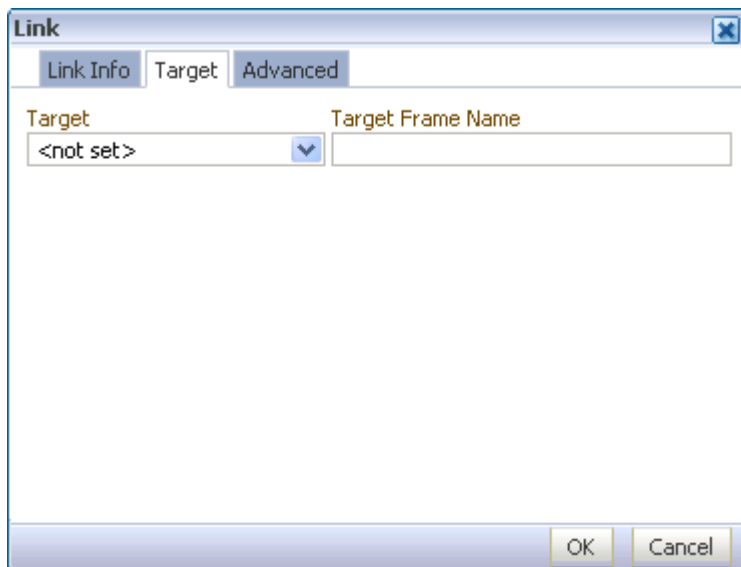 Link
Link Info Target Advanced
Target Target Frame Name
<not set>
OK Cancel